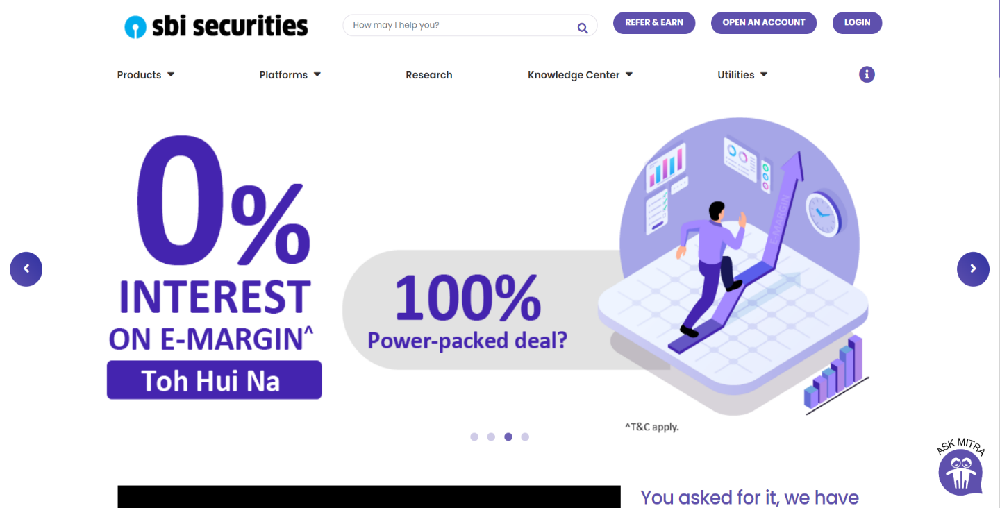 sbi securities
How may I help you?
REFER & EARN
OPEN AN ACCOUNT
LOGIN
Products
Platforms
Research
Knowledge Center
Utilities
0%
INTEREST
ON E-MARGIN^
Toh Hui Na
100%
Power-packed deal?
E-MARGIN
^T&C apply.
ASK MITRA
You asked for it, we have